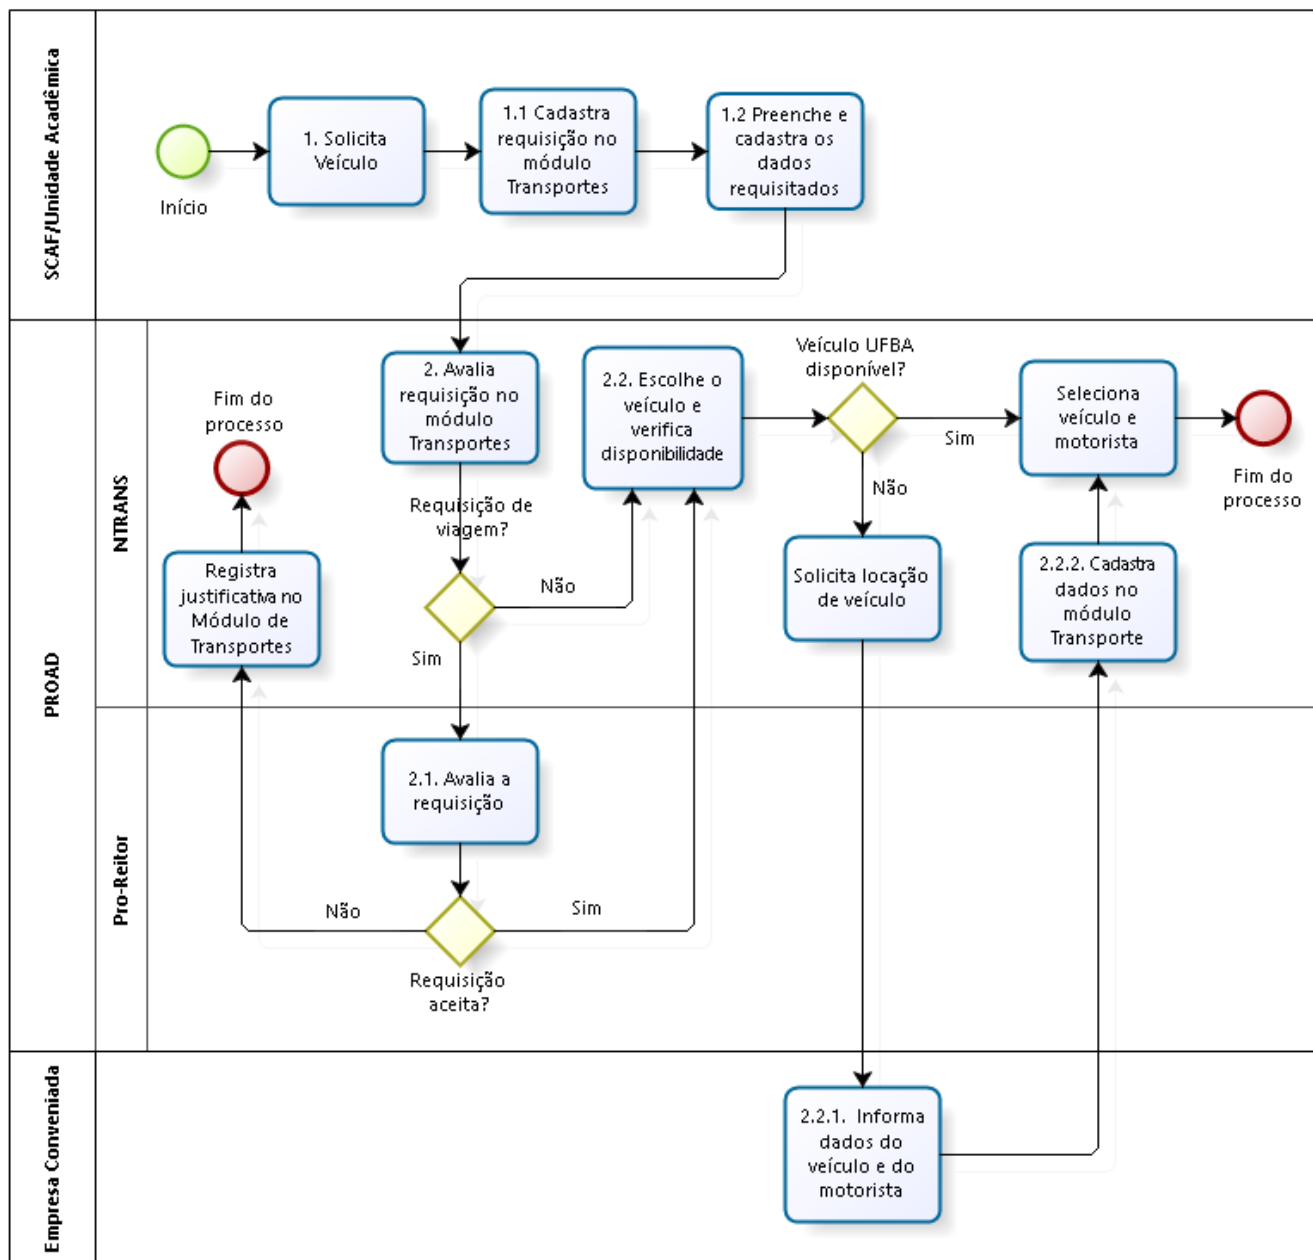 SCAF/Unidade Acadêmica
Início
1. Solicita
Veículo
1.1 Cadastra
requisição no
módulo
Transportes
1.2 Preenche e
cadastra os
dados
requisitados
PROAD
NTRANS
Fim do
processo
Registra
justificativa no
Módulo de
Transportes
2. Avalia
requisição no
módulo
Transportes
Requisição de
viagem?
Não
Sim
2.2. Escolhe o
veículo e
verifica
disponibilidade
Veículo UFBA
disponível?
Sim
Não
Solicita locação
de veículo
Seleciona
veículo e
motorista
Fim do
processo
2.2.2. Cadastra
dados no
módulo
Transporte
Pro-Reitor
2.1. Avalia a
requisição
Não
Sim
Requisição
aceita?
Empresa Conveniada
2.2.1. Informa
dados do
veículo e do
motorista